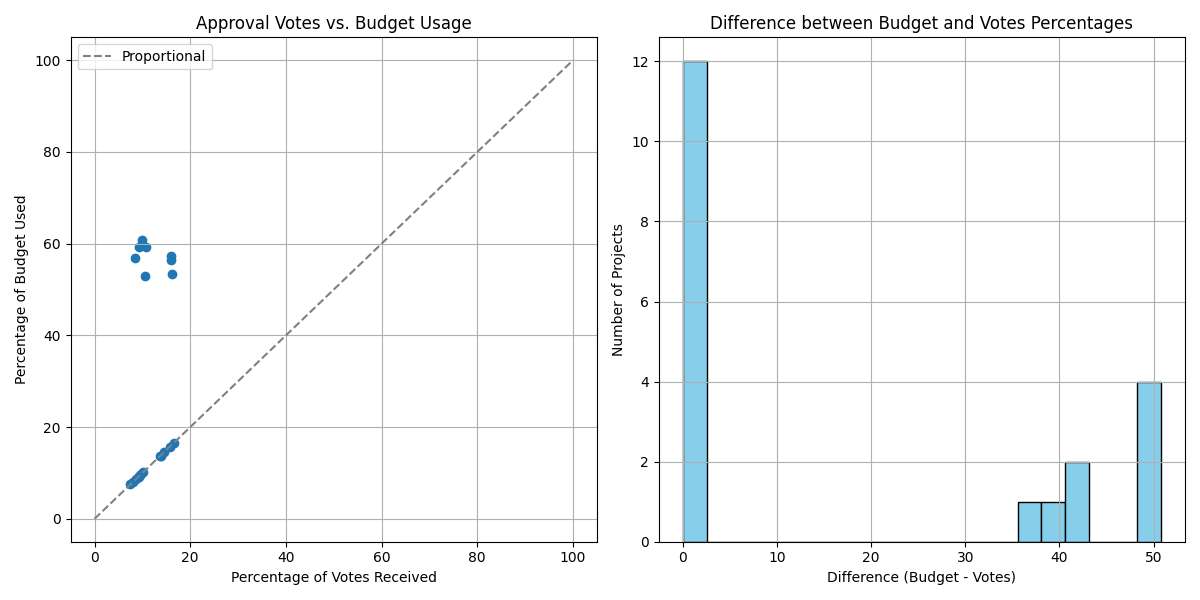 Approval Votes vs. Budget Usage
Proportional
100
80
60
40
20
0
Percentage of Budget Used
0 20 40 60 80 100
Percentage of Votes Received
Difference between Budget and Votes Percentages
12
10
8
6
4
2
0
Number of Projects
0 10 20 30 40 50
Difference (Budget - Votes)